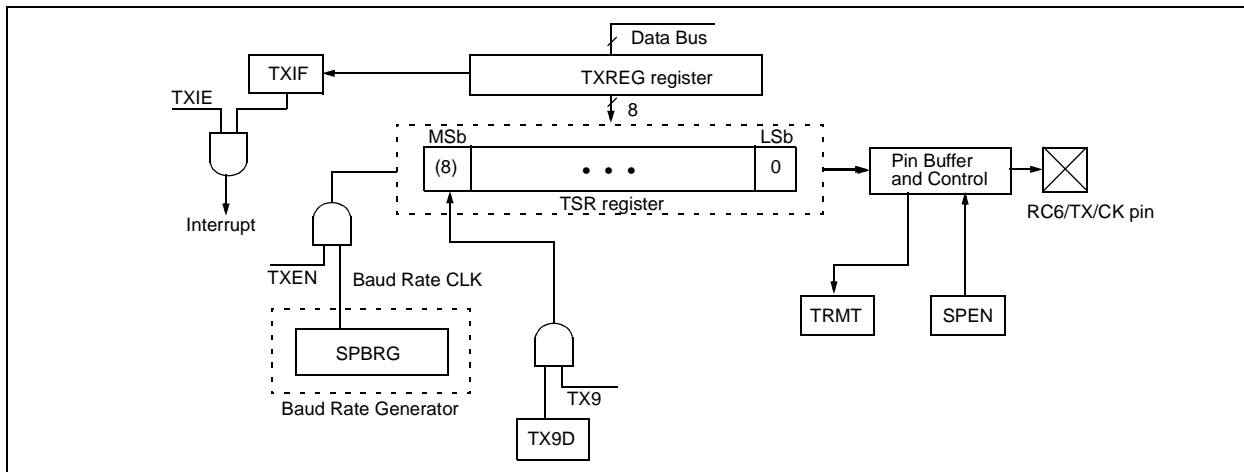 Data Bus
TXIF
TXREG register
TXIE
8
MSb
LSb
(8)
• • •
0
Pin Buffer
and Control
TSR register
RC6/TX/CK pin
Interrupt
TXEN
Baud Rate CLK
TRMT
SPEN
SPBRG
TX9
Baud Rate Generator
TX9D